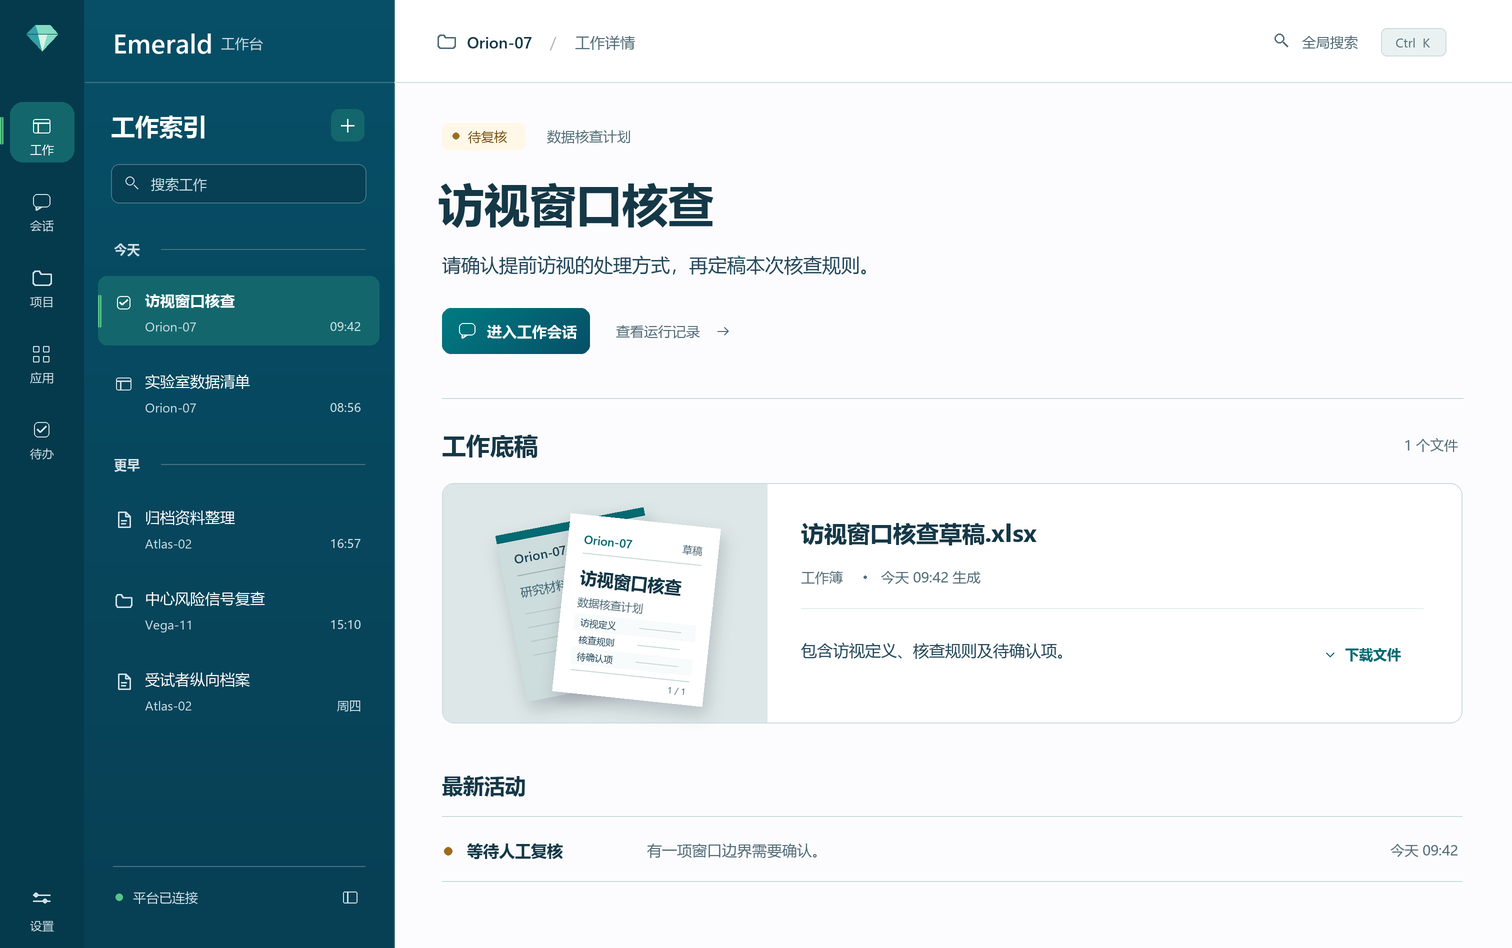 工作
会话
项目
应用
待办
设置
Emerald 工作台
工作索引
搜索工作
今天
访视窗口核查
Orion-07 09:42
实验室数据清单
Orion-07 08:56
更早
归档资料整理
Atlas-02 16:57
中心风险信号复查
Vega-11 15:10
受试者纵向档案
Atlas-02 周四
平台已连接
Orion-07 / 工作详情
全局搜索 Ctrl K
待复核 数据核查计划
访视窗口核查
请确认提前访视的处理方式，再定稿本次核查规则。
进入工作会话 查看运行记录 →
工作底稿 1 个文件
Orion-07
研究材料
Orion-07 草稿
访视窗口核查
数据核查计划
访视定义
核查规则
待确认项
1 / 1
访视窗口核查草稿.xlsx
工作簿 • 今天 09:42 生成
包含访视定义、核查规则及待确认项。
下载文件
最新活动
等待人工复核 有一项窗口边界需要确认。 今天 09:42